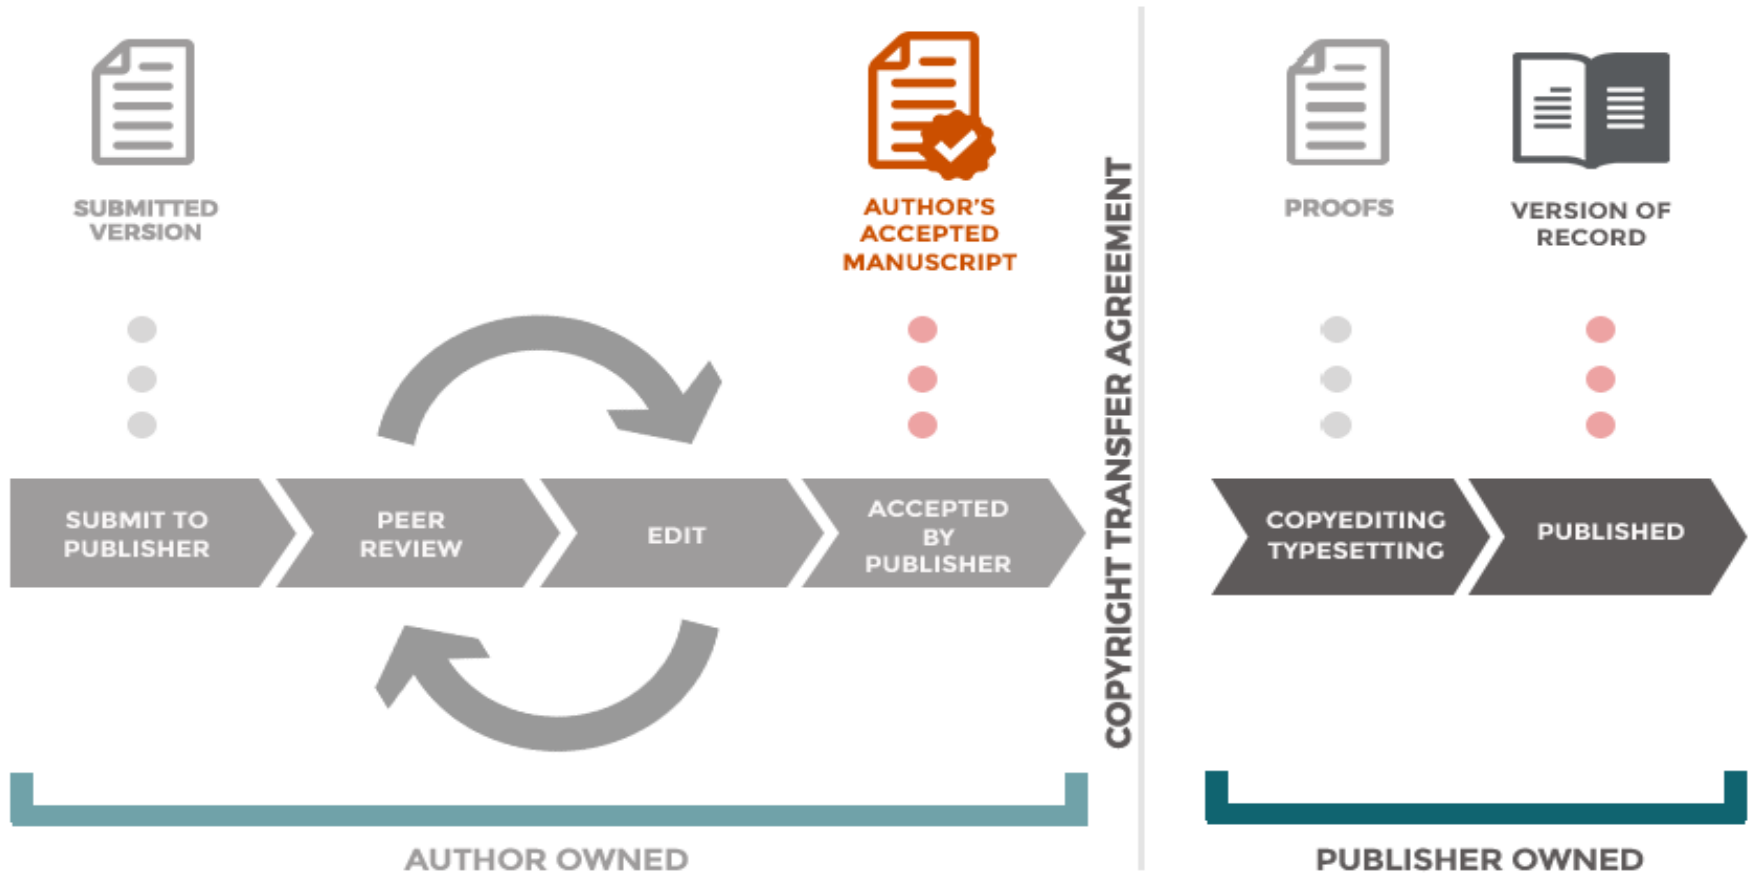 SUBMITTED
VERSION
AUTHOR'S
ACCEPTED
MANUSCRIPT
COPYRIGHT TRANSFER AGREEMENT
PROOFS
VERSION OF
RECORD
SUBMIT TO
PUBLISHER
PEER
REVIEW
EDIT
ACCEPTED
BY
PUBLISHER
COPYEDITING
TYPESETTING
PUBLISHED
AUTHOR OWNED
PUBLISHER OWNED